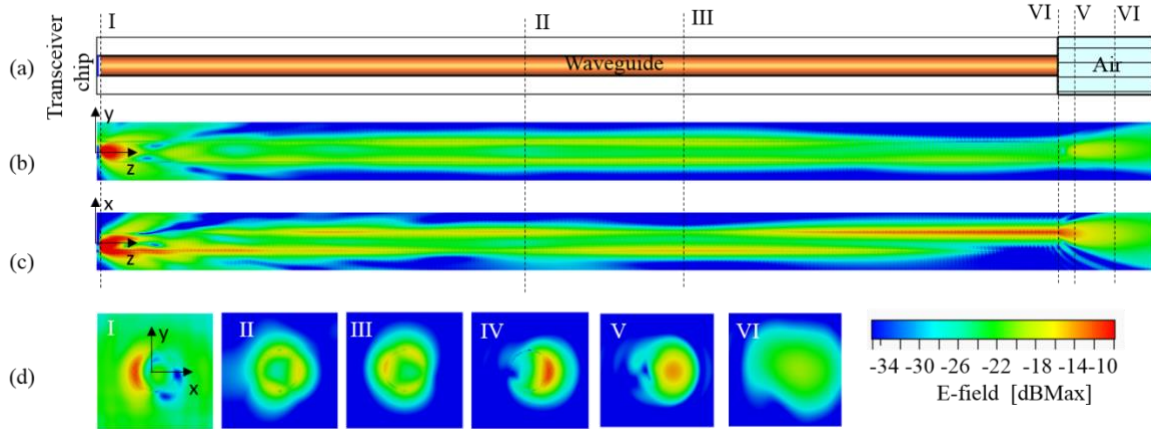 I
II
III
VI
V
VI
Transceiver
chip
(a)
Waveguide
Air
y
z
(b)
x
z
(c)
(d)
I
y
x
II
III
IV
V
VI
-34 -30 -26 -22 -18 -14 -10
E-field [dBMax]